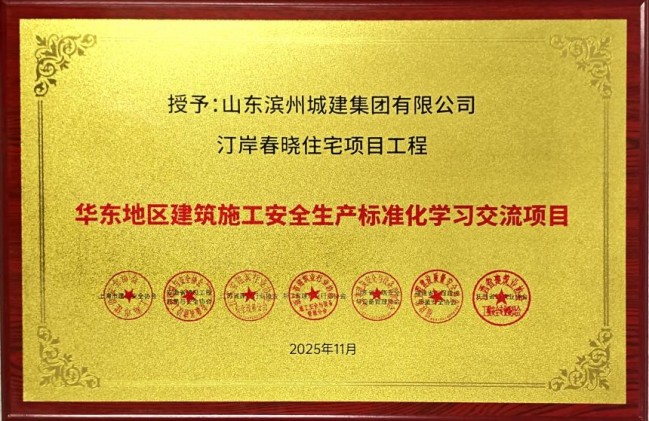 授予：山东滨州城建集团有限公司
汀岸春晓住宅项目工程
华东地区建筑施工安全生产标准化学习交流项目
2025年11月